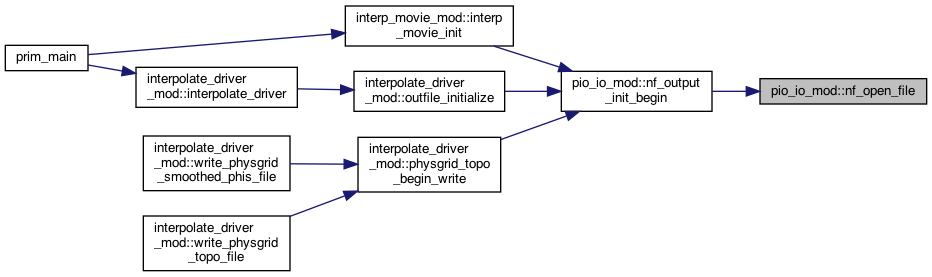 interp_movie_mod::interp
_movie_init
prim_main
interpolate_driver
_mod::interpolate_driver
interpolate_driver
_mod::outfile_initialize
pio_io_mod::nf_output
_init_begin
pio_io_mod::nf_open_file
interpolate_driver
_mod::write_physgrid
_smoothed_phis_file
interpolate_driver
_mod::physgrid_topo
_begin_write
interpolate_driver
_mod::write_physgrid
_topo_file